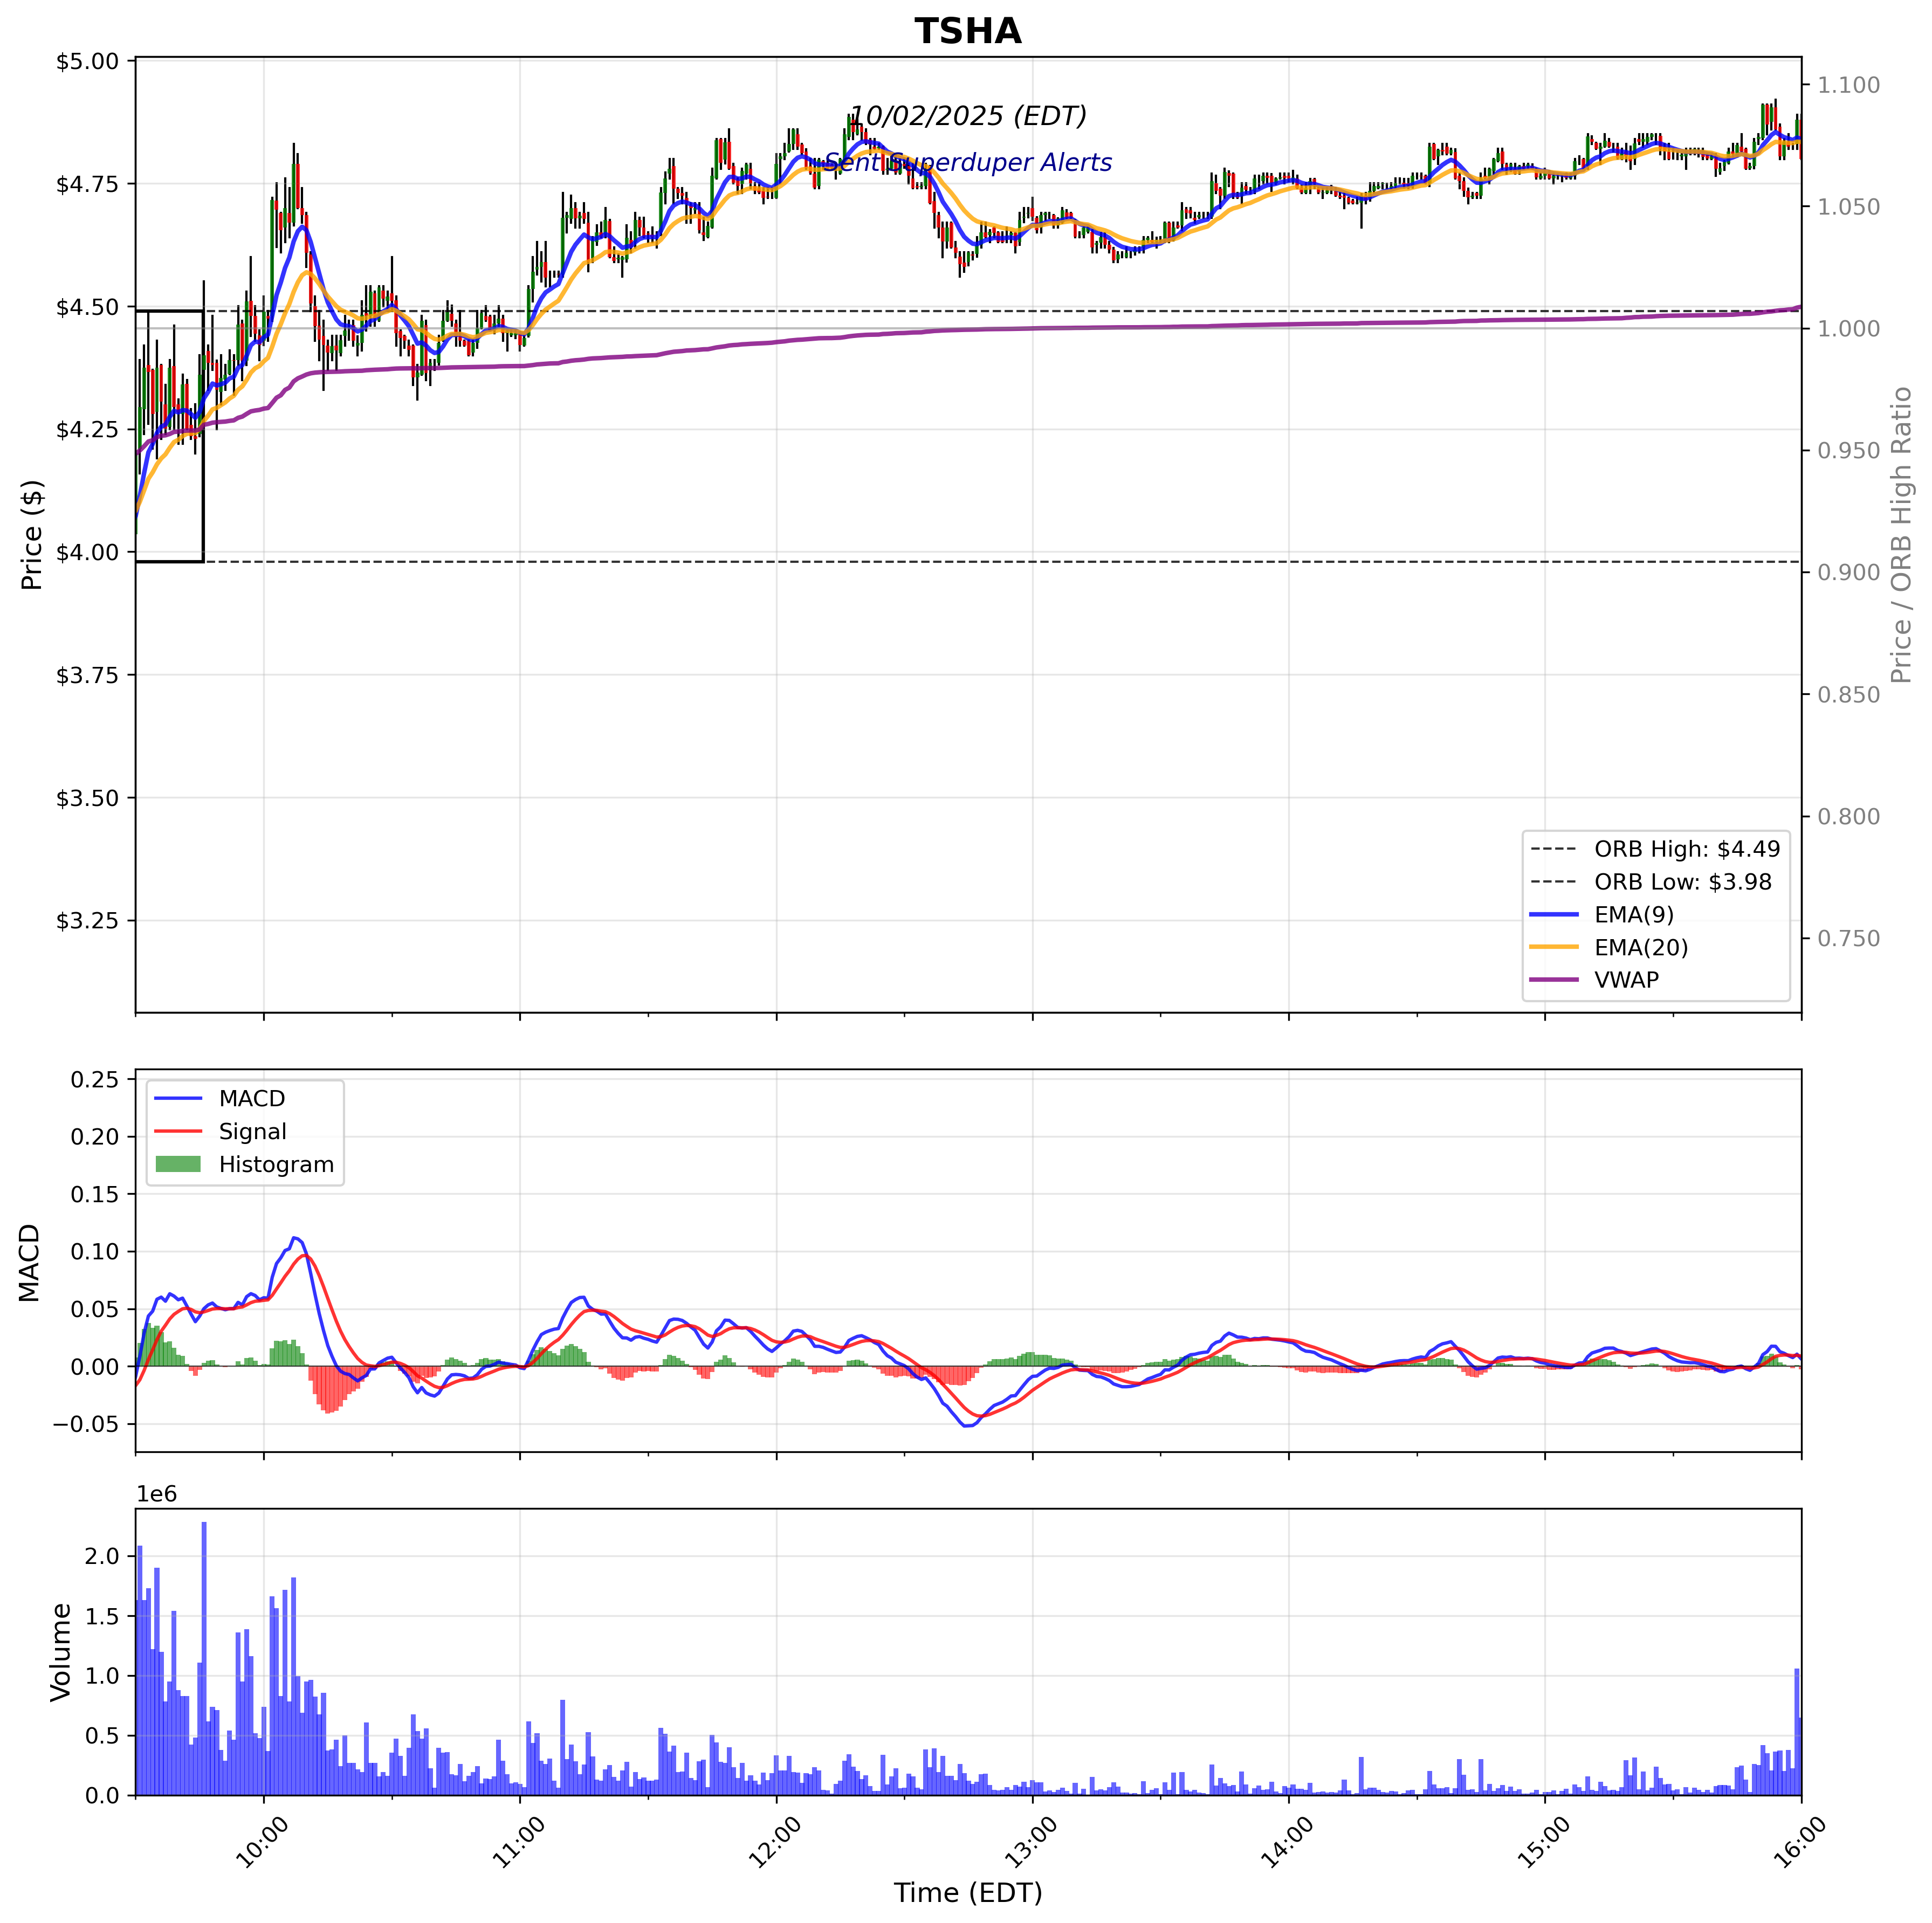 TSHA
10/02/2025 (EDT)
Sent Superduper Alerts
Price ($)
$5.00
$4.75
$4.50
$4.25
$4.00
$3.75
$3.50
$3.25
1.100
1.050
1.000
0.950
0.900
0.850
0.800
0.750
Price / ORB High Ratio
ORB High: $4.49
ORB Low: $3.98
EMA(9)
EMA(20)
VWAP
MACD
0.25
0.20
0.15
0.10
0.05
0.00
−0.05
MACD
Signal
Histogram
1e6
Volume
2.0
1.5
1.0
0.5
0.0
10:00
11:00
12:00
13:00
14:00
15:00
16:00
Time (EDT)